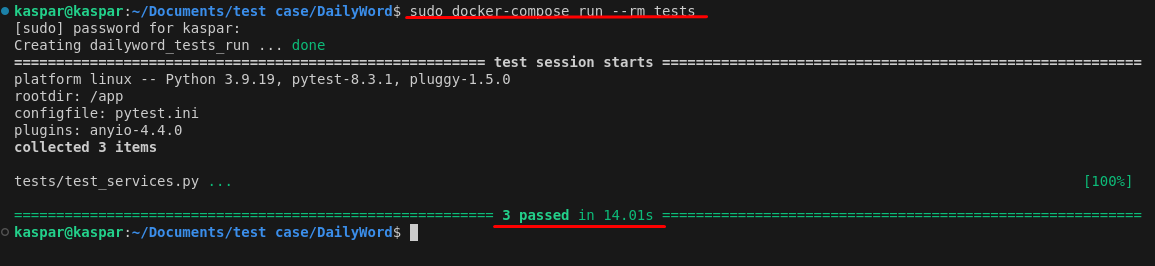 kaspar@kaspar:~/Documents/test case/DailyWord$ sudo docker-compose run --rm tests
[sudo] password for kaspar:
Creating dailyword_tests_run ... done
======================================================== test session starts =========================================================
platform linux -- Python 3.9.19, pytest-8.3.1, pluggy-1.5.0
rootdir: /app
configfile: pytest.ini
plugins: anyio-4.4.0
collected 3 items
tests/test_services.py ... [100%]
========================================================= 3 passed in 14.01s =========================================================
kaspar@kaspar:~/Documents/test case/DailyWord$